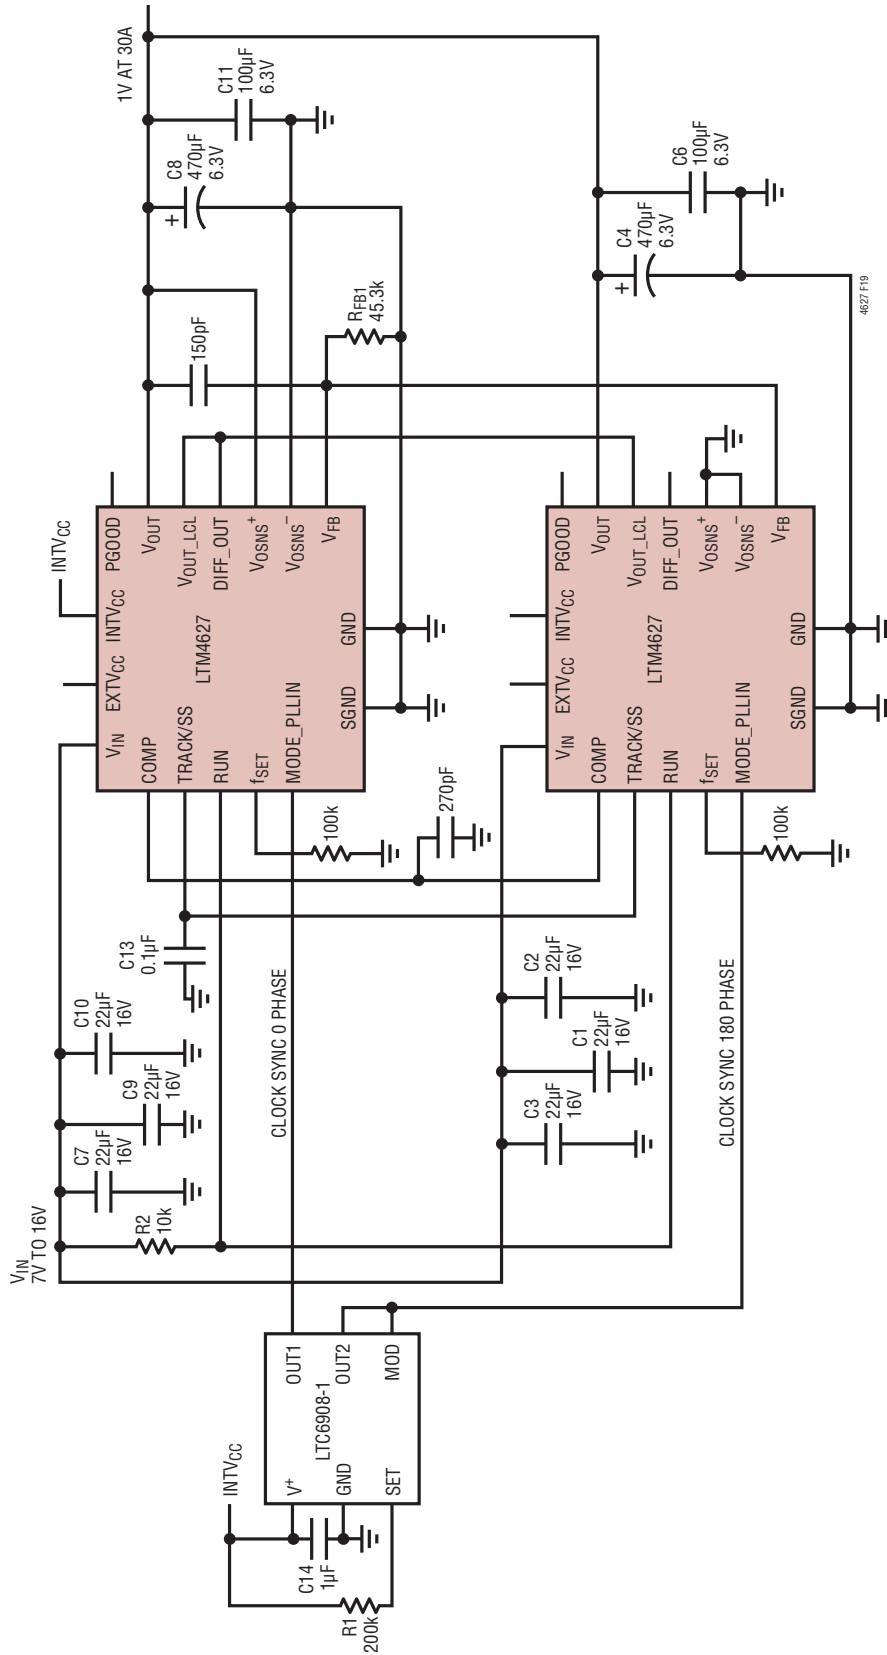 VIN
7V TO 16V
INTVCC
R1
200k
C14
1µF
V+
GND
SET
LTC6908-1
OUT1
OUT2
MOD
R2
10k
C7
22µF
16V
C9
22µF
16V
C10
22µF
16V
C13
0.1µF
CLOCK SYNC 0 PHASE
100k
270pF
INTVCC
VIN
EXTVCC
INTVCC
PGOOD
COMP
TRACK/SS
RUN
fSET
MODE_PLLIN
LTM4627
VOUT
VOUT_LCL
DIFF_OUT
VOSNS+
VOSNS–
VFB
SGND
GND
150pF
RFB1
45.3k
C8
470µF
6.3V
+
C11
100µF
6.3V
1V AT 30A
C3
22µF
16V
C1
22µF
16V
C2
22µF
16V
CLOCK SYNC 180 PHASE
100k
VIN
EXTVCC
INTVCC
PGOOD
COMP
TRACK/SS
RUN
fSET
MODE_PLLIN
LTM4627
VOUT
VOUT_LCL
DIFF_OUT
VOSNS+
VOSNS–
VFB
SGND
GND
C4
470µF
6.3V
+
C6
100µF
6.3V
4627 F19